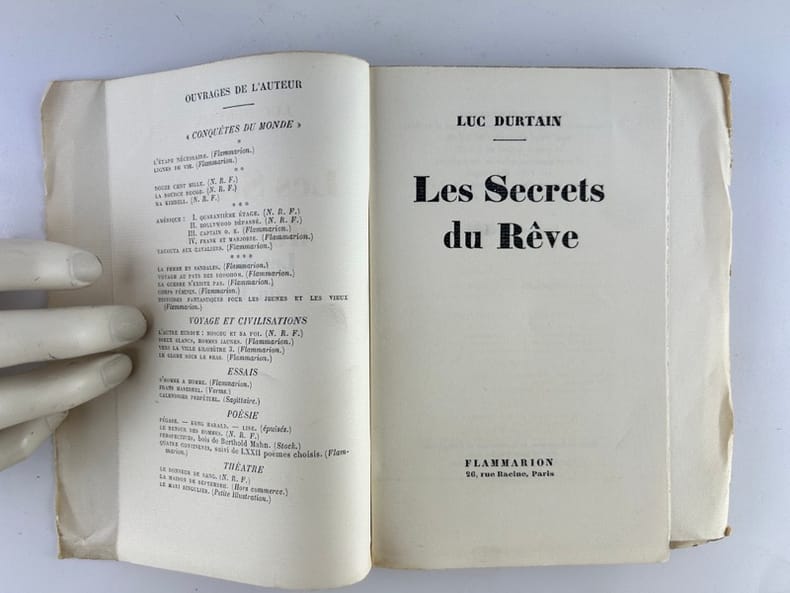 OUVRAGES DE L'AUTEUR
« CONQUÊTES DU MONDE »
*
L'ÉTAPE NÉCESSAIRE. (Flammarion.)
LIGNES DE VIE. (Flammarion.)
**
DOUZE CENT MILLE. (N. R. F.)
LA SOURCE ROUGE. (N. R. F.)
MA KIMBELL. (N. R. F.)
***
AMÉRIQUE : I. QUARANTIÈME ÉTAGE. (N. R. F.)
II. HOLLYWOOD DÉPASSÉ. (N. R. F.)
III. CAPTAIN O. K. (Flammarion.)
IV. FRANK ET MARJORIE. (Flammarion.)
YAGOUTA AUX CAVALIERS. (Flammarion.)
****
LA FEMME EN SANDALES. (Flammarion.)
VOYAGE AU PAYS DES BOHOHOM. (Flammarion.)
LA GUERRE N'EXISTE PAS. (Flammarion.)
CORPS FÉMININ. (Flammarion.)
HISTOIRES FANTASTIQUES POUR LES JEUNES ET LES VIEUX
(Flammarion.)
VOYAGE ET CIVILISATIONS
L'AUTRE EUROPE : MOSCOU ET SA FOI. (N. R. F.)
DIEUX BLANCS, HOMMES JAUNES. (Flammarion.)
VERS LA VILLE KILOMÈTRE 3. (Flammarion.)
LE GLOBE SOUS LE BRAS. (Flammarion.)
ESSAIS
D'HOMME A HOMME. (Flammarion.)
FRANS MASEREEL. (Vorms.)
CALENDRIER PERPÉTUEL. (Sagittaire.)
POÉSIE
PÉGASE. — KONG HARALD. — LISE. (épuisés.)
LE RETOUR DES HOMMES. (N. R. F.)
PERSPECTIVES, bois de Berthold Mahn. (Stock.)
QUATRE CONTINENTS, suivi de LXXII poèmes choisis. (Flam-
marion.)
THÉATRE
LE DONNEUR DE SANG. (N. R. F.)
LA MAISON DE SEPTEMBRE. (Hors commerce.)
LE MARI SINGULIER. (Petite Illustration.)
LUC DURTAIN
Les Secrets
du Rêve
FLAMMARION
26, rue Racine, Paris